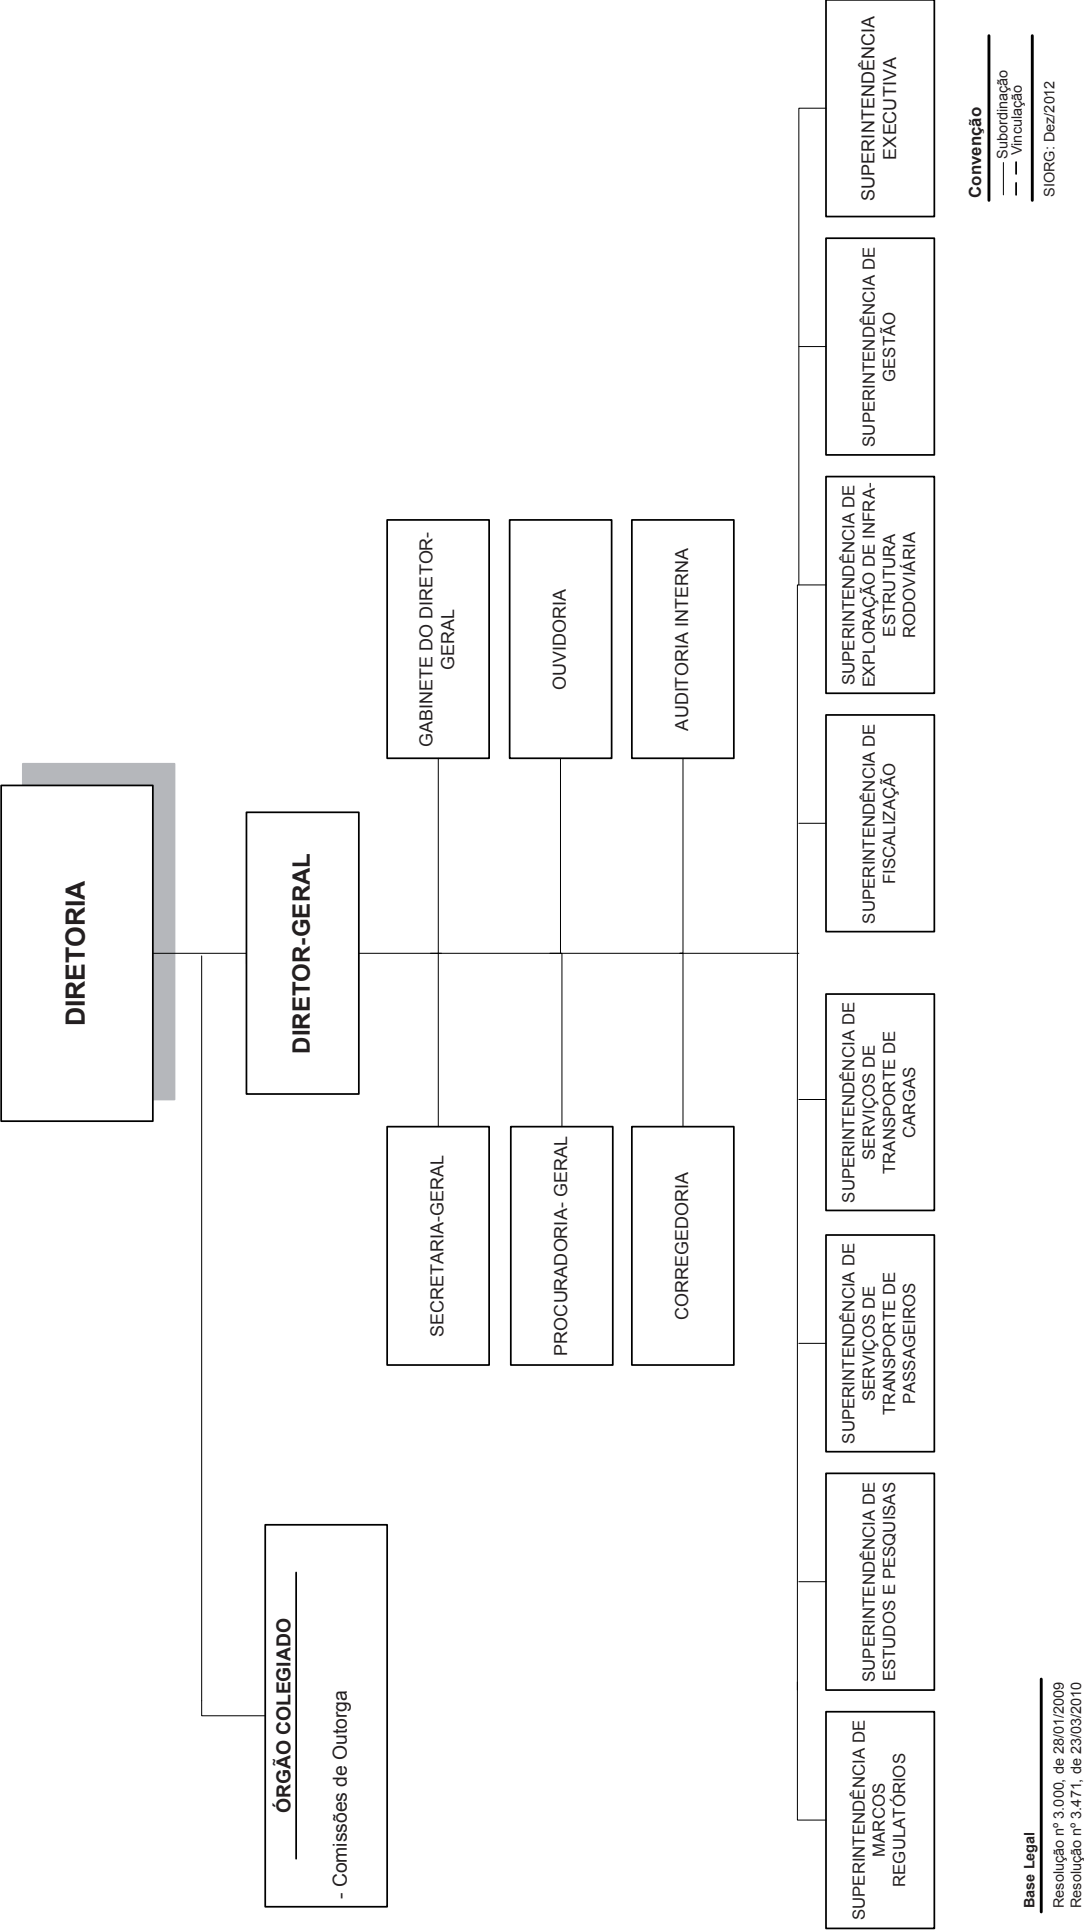 DIRETORIA
ÓRGÃO COLEGIADO
- Comissões de Outorga
DIRETOR-GERAL
SECRETARIA-GERAL
GABINETE DO DIRETOR-
GERAL
PROCURADORIA- GERAL
OUVIDORIA
CORREGEDORIA
AUDITORIA INTERNA
SUPERINTENDÊNCIA DE
MARCOS
REGULATÓRIOS
SUPERINTENDÊNCIA DE
ESTUDOS E PESQUISAS
SUPERINTENDÊNCIA DE
SERVIÇOS DE
TRANSPORTE DE
PASSAGEIROS
SUPERINTENDÊNCIA DE
SERVIÇOS DE
TRANSPORTE DE
CARGAS
SUPERINTENDÊNCIA DE
FISCALIZAÇÃO
SUPERINTENDÊNCIA DE
EXPLORAÇÃO DE INFRA-
ESTRUTURA
RODOVIÁRIA
SUPERINTENDÊNCIA DE
GESTÃO
SUPERINTENDÊNCIA
EXECUTIVA
Base Legal
Resolução nº 3.000, de 28/01/2009
Resolução nº 3.471, de 23/03/2010
Convenção
Subordinação
Vinculação
SIORG: Dez/2012